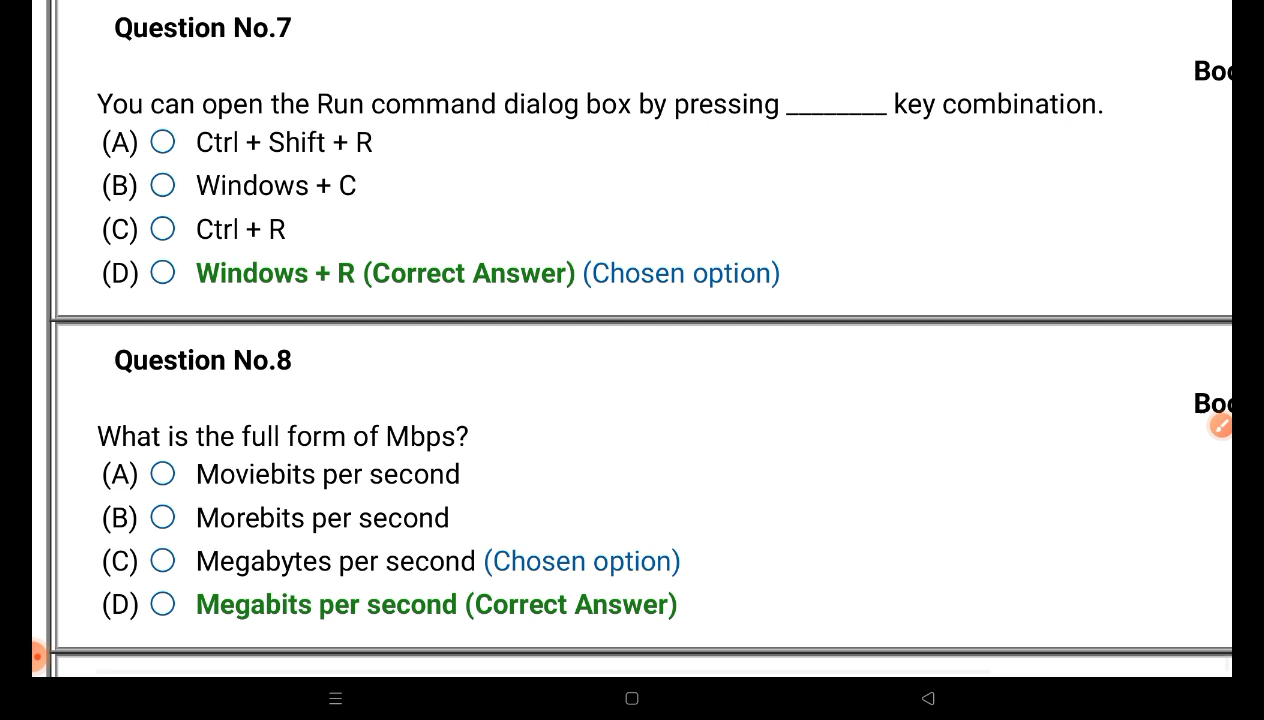 Question No.7
You can open the Run command dialog box by pressing ________ key combination.
(A) Ctrl + Shift + R
(B) Windows + C
(C) Ctrl + R
(D) Windows + R (Correct Answer) (Chosen option)
Question No.8
What is the full form of Mbps?
(A) Moviebits per second
(B) Morebits per second
(C) Megabytes per second (Chosen option)
(D) Megabits per second (Correct Answer)